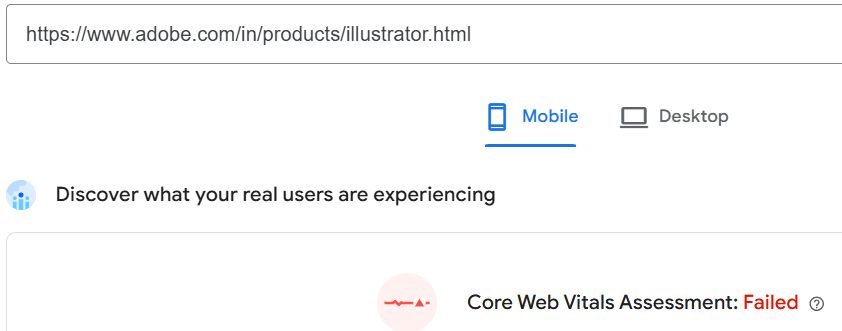 https://www.adobe.com/in/products/illustrator.html
Mobile Desktop
Discover what your real users are experiencing
Core Web Vitals Assessment: Failed ?